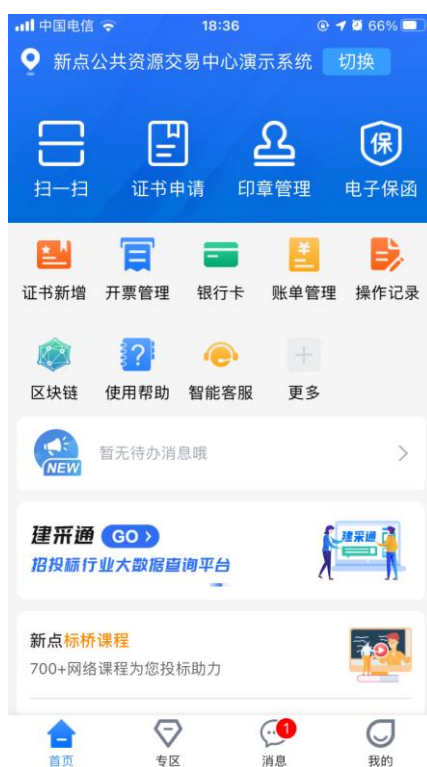 中国电信 18:36 66%
新点公共资源交易中心演示系统 切换
扫一扫 证书申请 印章管理 电子保函
保
证书新增 开票管理 银行卡 账单管理 操作记录
区块链 使用帮助 智能客服 更多
NEW 暂无待办消息哦
建采通 GO
招投标行业大数据查询平台
建采通
新点标桥课程
700+网络课程为您投标助力
1
首页 专区 消息 我的